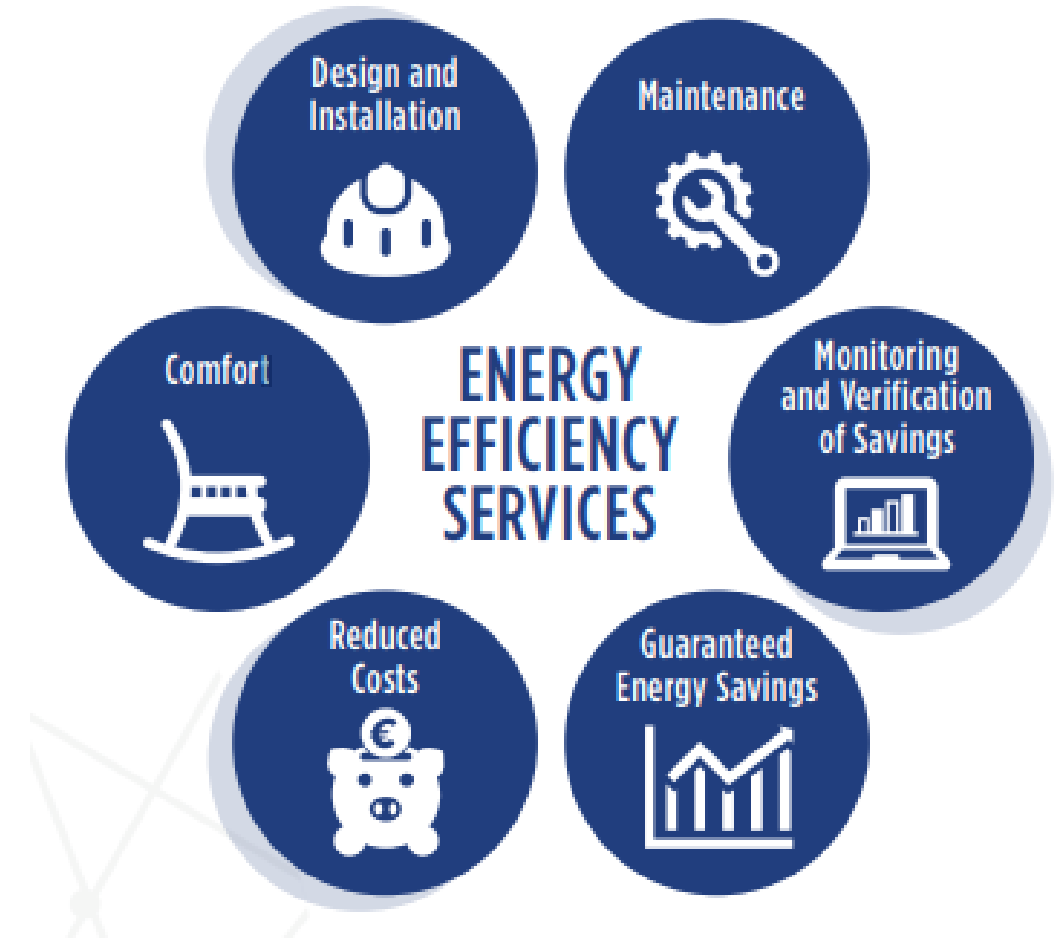 Design and
Installation
Maintenance
Comfort
ENERGY
EFFICIENCY
SERVICES
Monitoring
and Verification
of Savings
Reduced
Costs
€
Guaranteed
Energy Savings